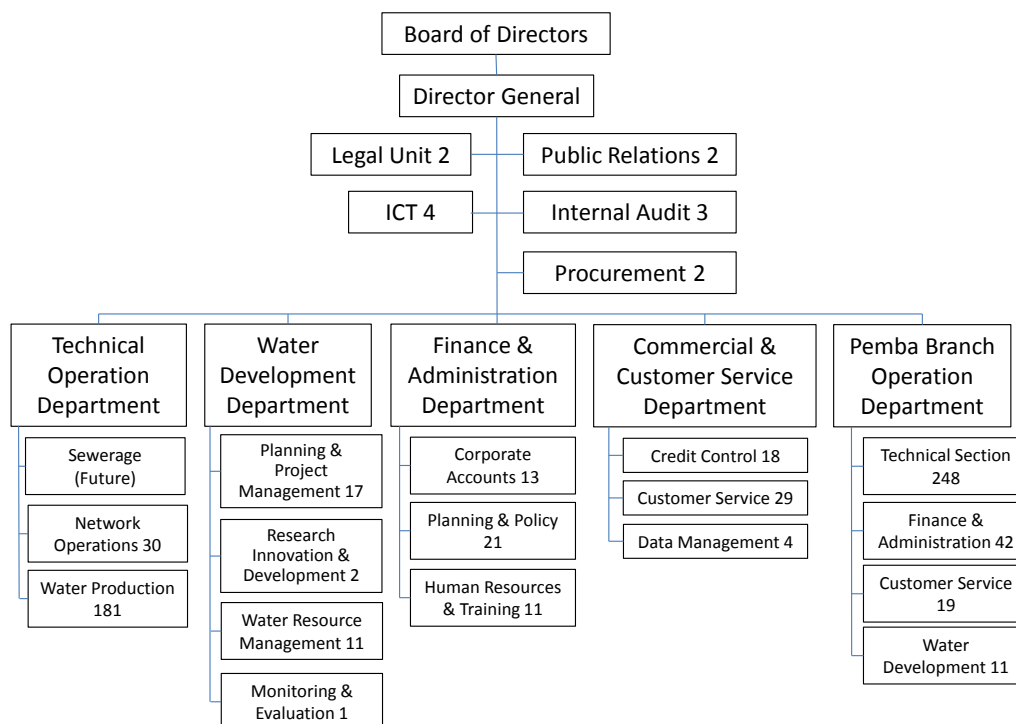 Board of Directors
Director General
Legal Unit 2
Public Relations 2
ICT 4
Internal Audit 3
Procurement 2
Technical
Operation
Department
Sewerage
(Future)
Network
Operations 30
Water Production
181
Water
Development
Department
Planning &
Project
Management 17
Research
Innovation &
Development 2
Water Resource
Management 11
Monitoring &
Evaluation 1
Finance &
Administration
Department
Corporate
Accounts 13
Planning & Policy
21
Human Resources
& Training 11
Commercial &
Customer Service
Department
Credit Control 18
Customer Service 29
Data Management 4
Pemba Branch
Operation
Department
Technical Section
248
Finance &
Administration 42
Customer Service
19
Water
Development 11